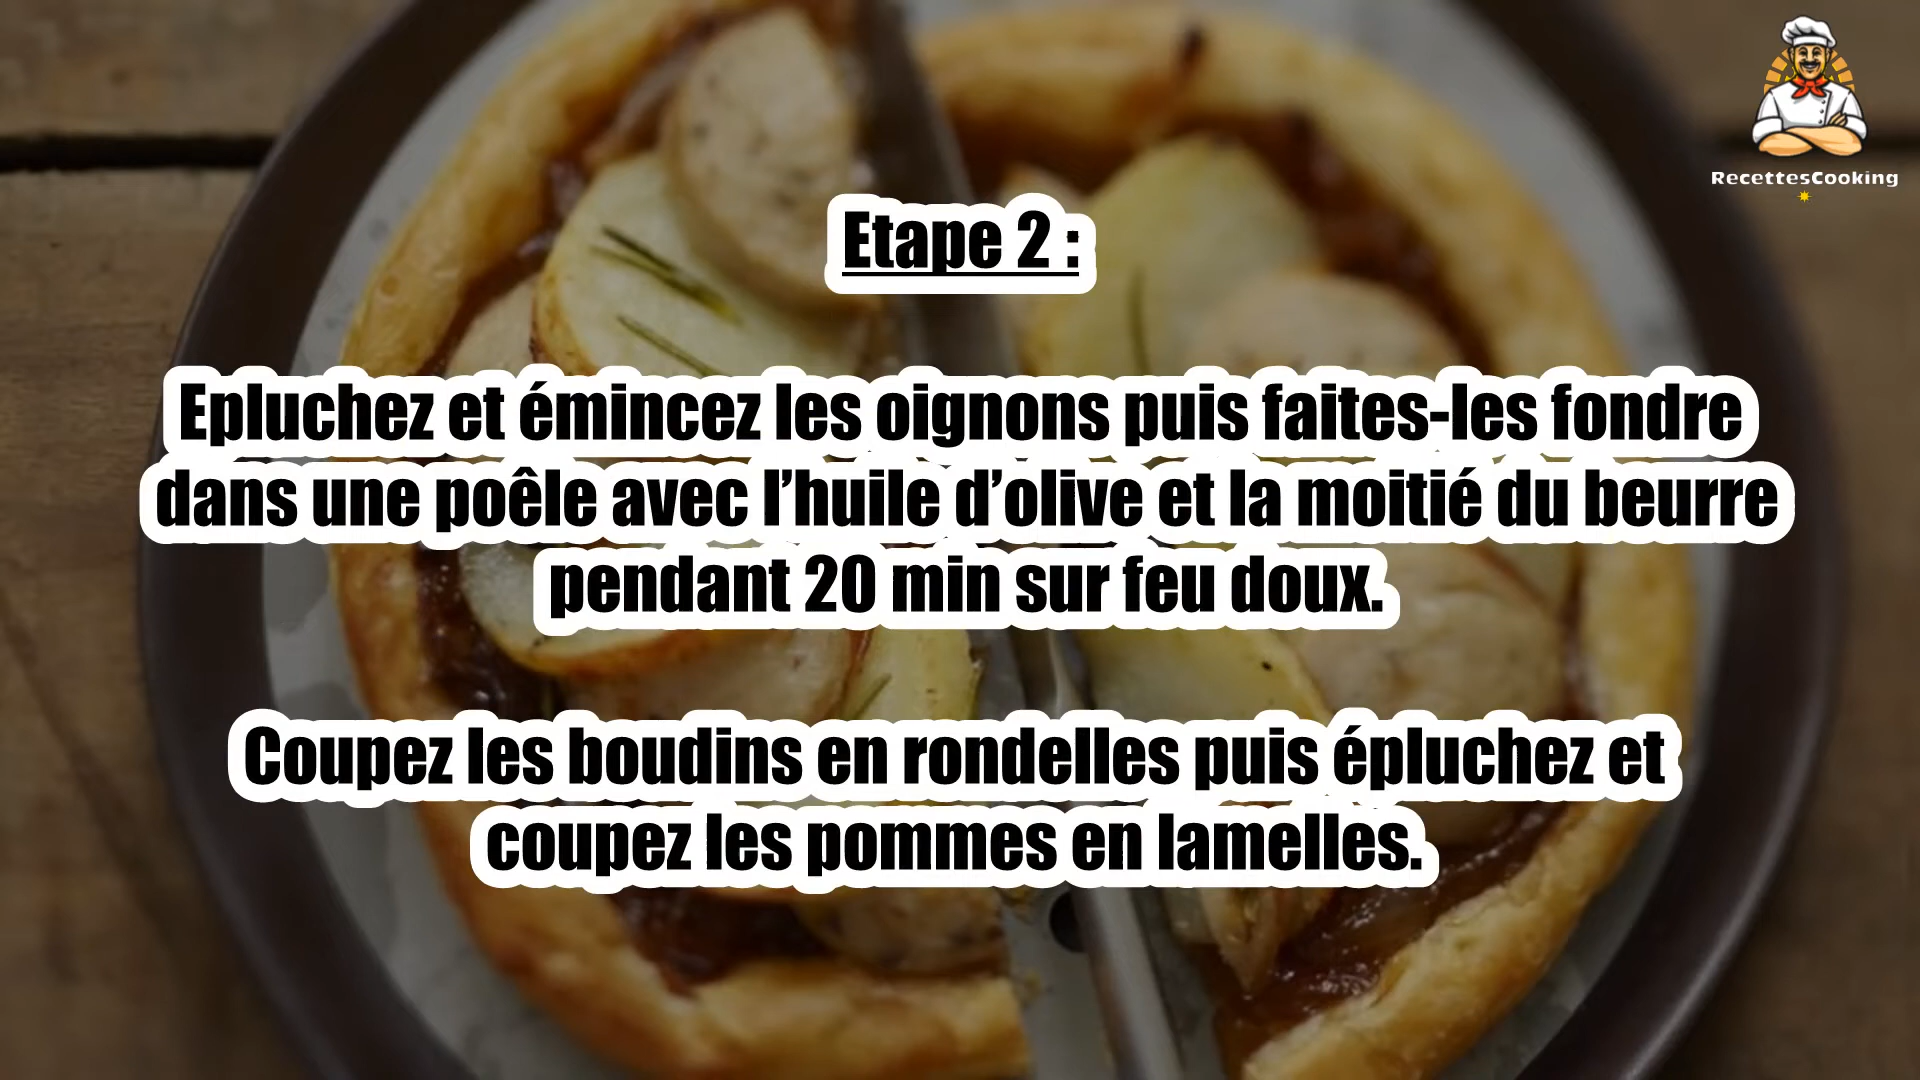 RecettesCooking
Etape 2 :
Epluchez et émincez les oignons puis faites-les fondre
dans une poêle avec l’huile d’olive et la moitié du beurre
pendant 20 min sur feu doux.
Coupez les boudins en rondelles puis épluchez et
coupez les pommes en lamelles.